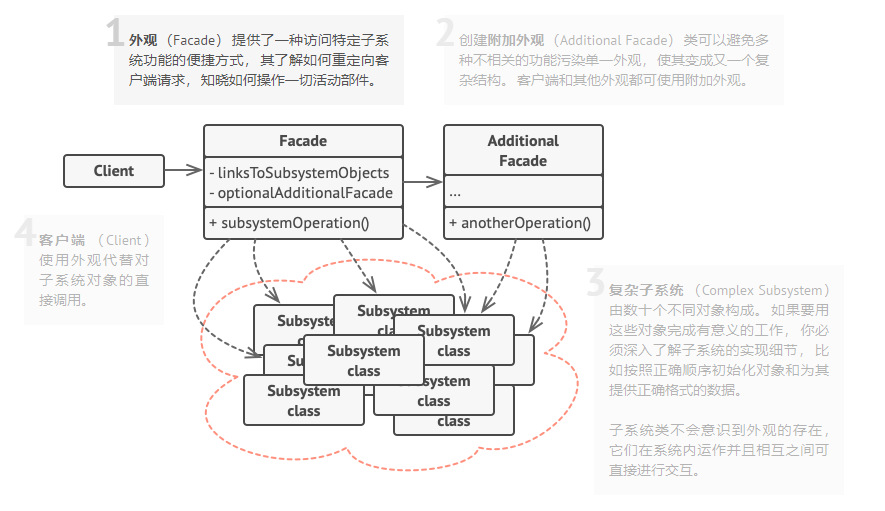 1
外观 （Facade） 提供了一种访问特定子系
统功能的便捷方式， 其了解如何重定向
客户端请求， 知晓如何操作一切活动部件。
2
创建附加外观 （Additional Facade） 类可以避免多
种不相关的功能污染单一外观， 使其变成又一个复
杂结构。 客户端和其他外观都可使用附加外观。
Client
Facade
- linksToSubsystemObjects
- optionalAdditionalFacade
+ subsystemOperation()
Additional
Facade
...
+ anotherOperation()
4
客户端 （Client）
使用外观代替对
子系统对象的直
接调用。
3
复杂子系统 （Complex Subsystem）
由数十个不同对象构成。 如果要用
这些对象完成有意义的工作， 你必
须深入了解子系统的实现细节， 比
如按照正确顺序初始化对象和为其
提供正确格式的数据。
子系统类不会意识到外观的存在，
它们在系统内运作并且相互之间可
直接进行交互。
Subsystem
class
Subsystem
class
Subsystem
class
Subsystem
class
Subsystem
class
class